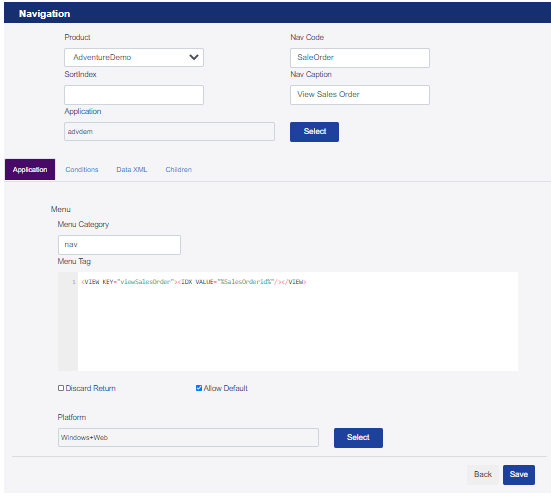 Navigation
Product
Nav Code
AdventureDemo
SaleOrder
SortIndex
Nav Caption
View Sales Order
Application
advdem
Select
Application
Conditions
Data XML
Children
Menu
Menu Category
nav
Menu Tag
1 <VIEW KEY="viewSalesOrder"><IDX VALUE="%SalesOrderid%"/></VIEW>
Discard Return
Allow Default
Platform
Windows+Web
Select
Back
Save